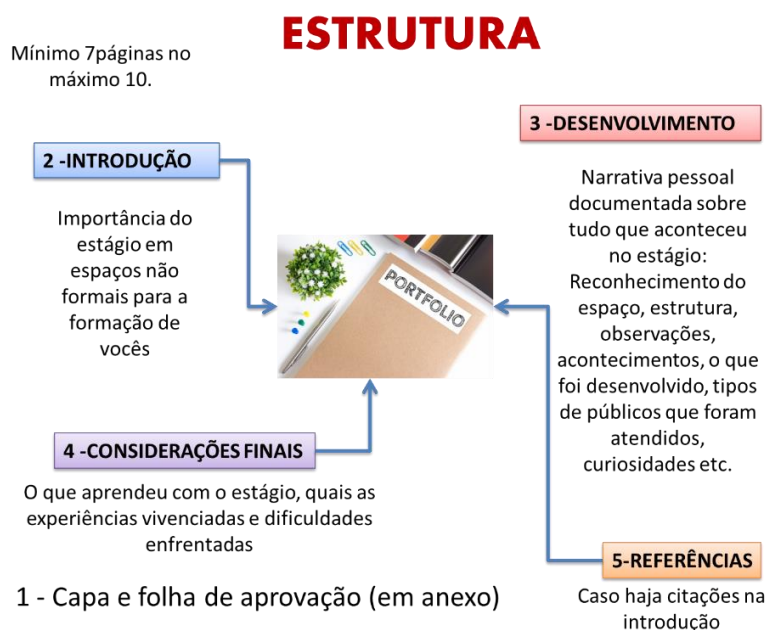 ESTRUTURA
Mínimo 7páginas no
máximo 10.
3 -DESENVOLVIMENTO
2 -INTRODUÇÃO
Importância do
estágio em
espaços não
formais para a
formação de
vocês
Narrativa pessoal
documentada sobre
tudo que aconteceu
no estágio:
Reconhecimento do
espaço, estrutura,
observações,
acontecimentos, o que
foi desenvolvido, tipos
de públicos que foram
atendidos,
curiosidades etc.
PORTFOLIO
4 -CONSIDERAÇÕES FINAIS
O que aprendeu com o estágio, quais as
experiências vivenciadas e dificuldades
enfrentadas
5-REFERÊNCIAS
Caso haja citações na
introdução
1 - Capa e folha de aprovação (em anexo)